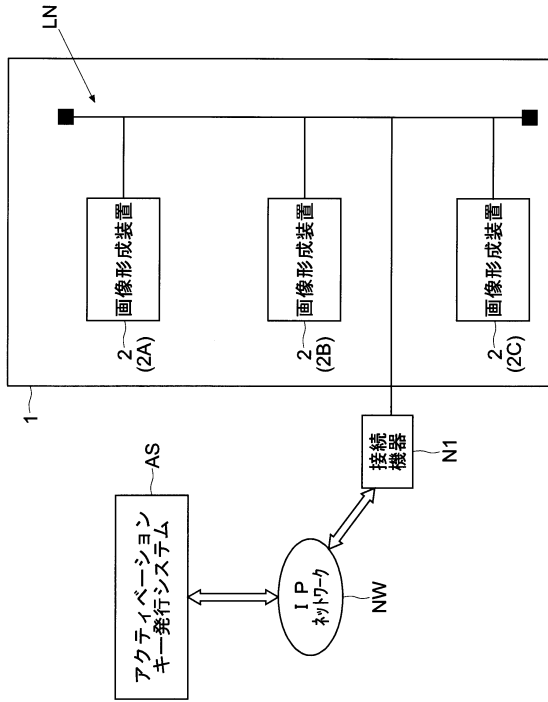 アクティベーション
キー発行システム
AS
IP
ネットワーク
NW
接続
機器
N1
1
画像形成装置
2
(2A)
画像形成装置
2
(2B)
画像形成装置
2
(2C)
LN